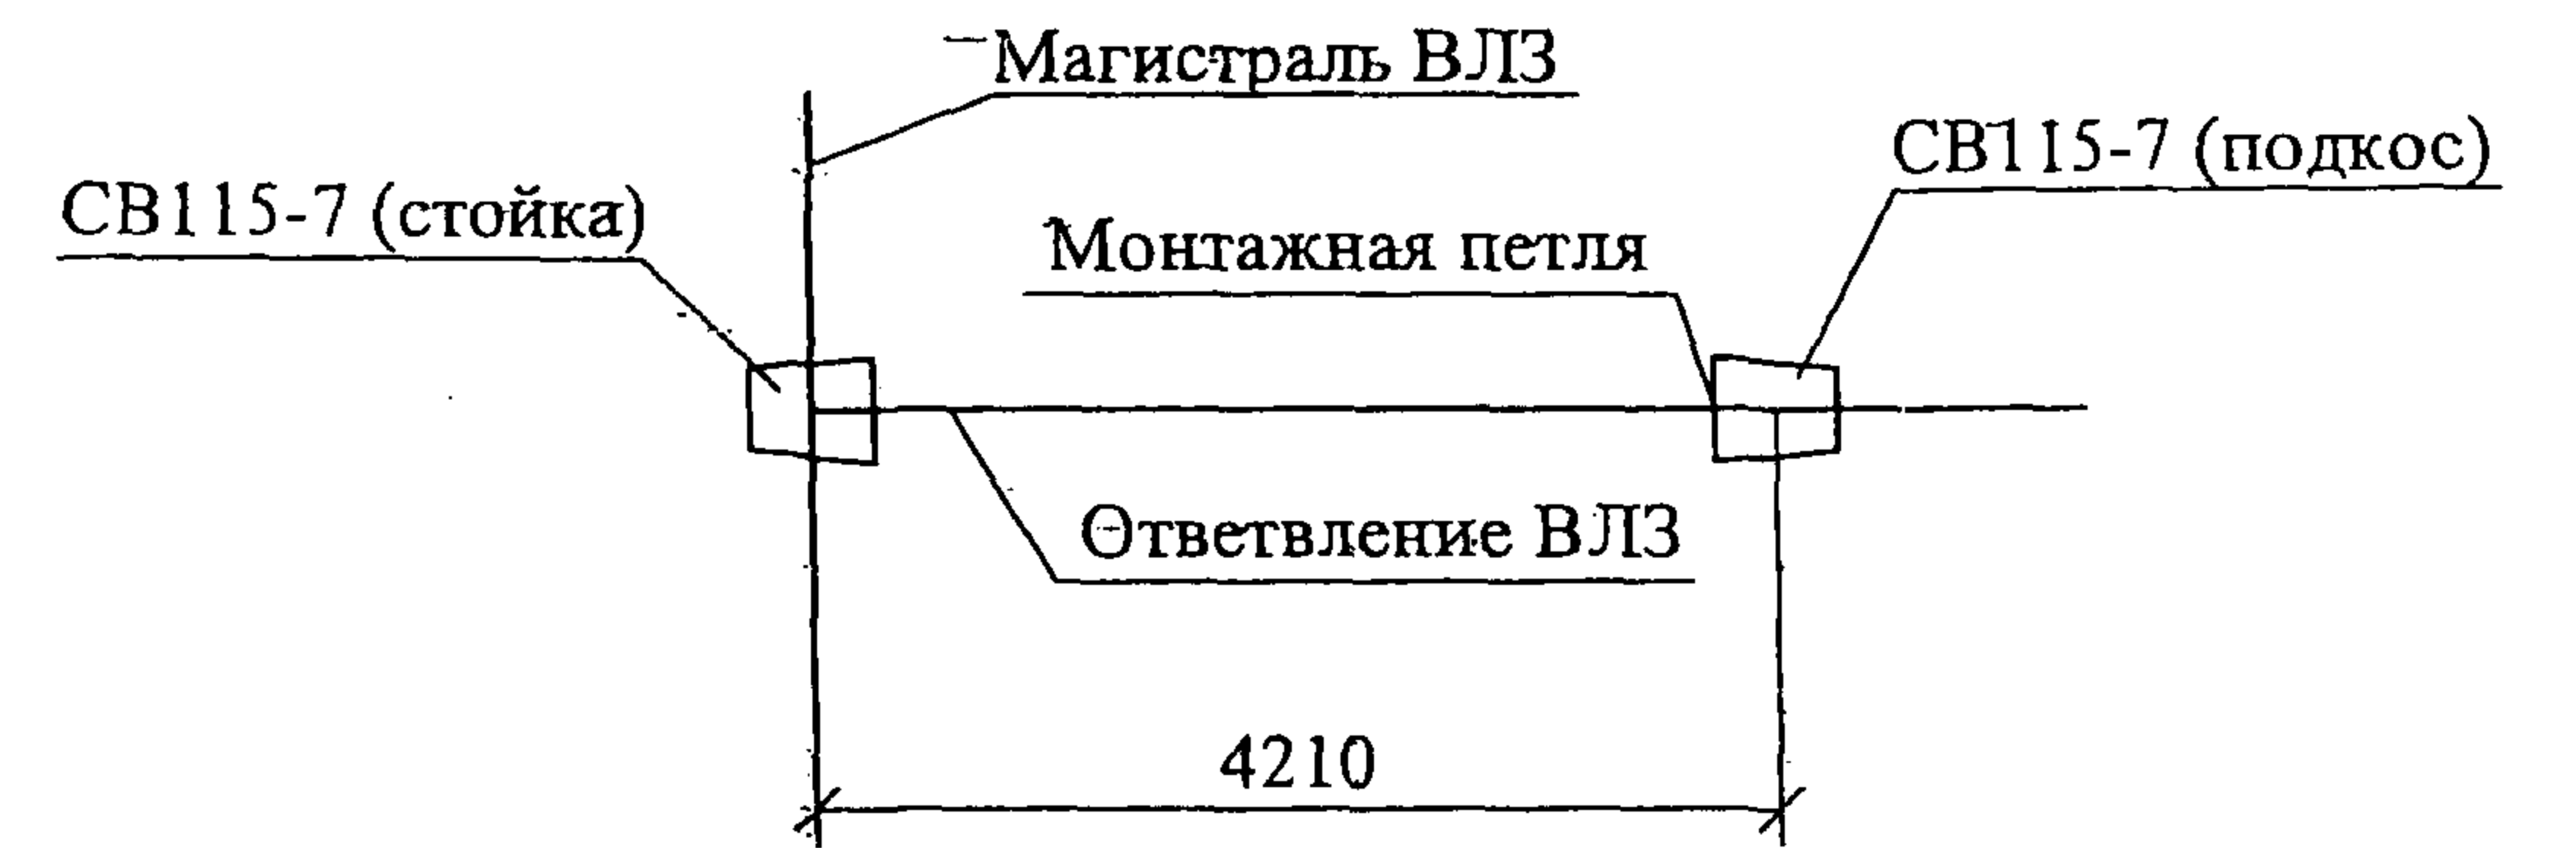 Магистраль ВЛЗ
СВ115-7 (подкос)
СВ115-7 (стойка)
Монтажная петля
Ответвление ВЛЗ
4210